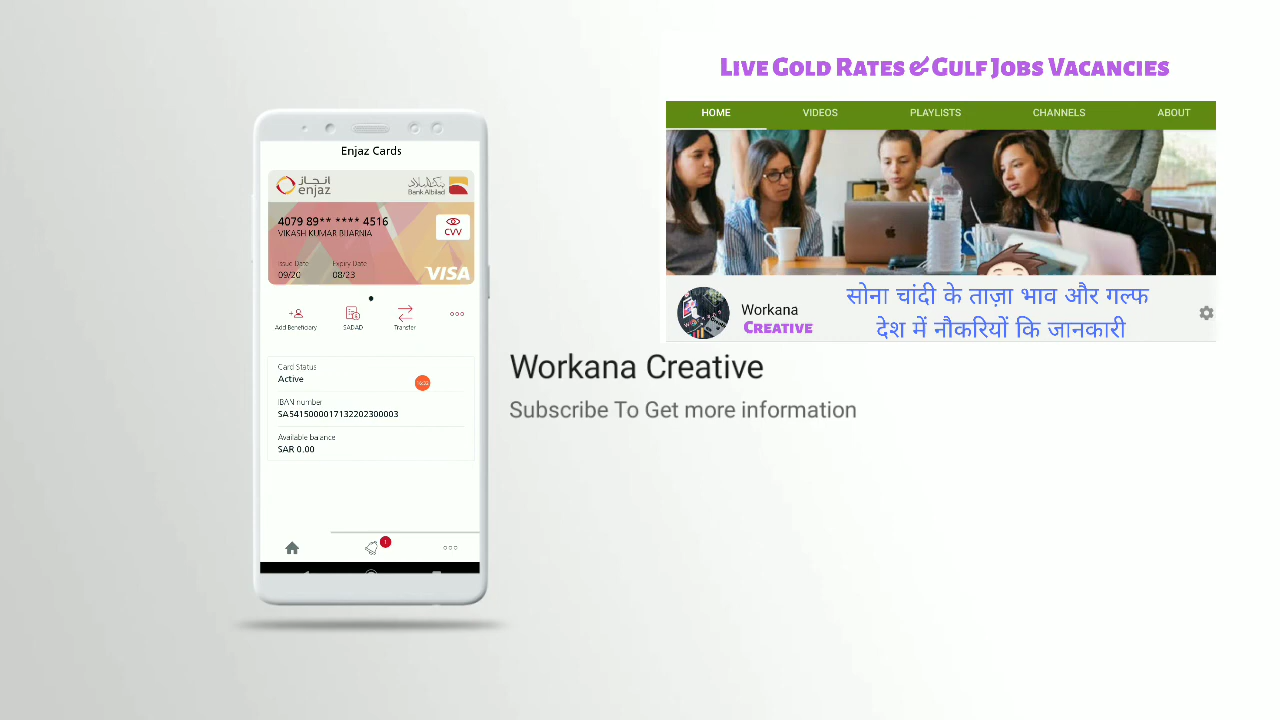 LIVE GOLD RATES & GULF JOBS VACANCIES
HOME VIDEOS PLAYLISTS CHANNELS ABOUT
Workana
CREATIVE
सोना चांदी के ताज़ा भाव और गल्फ
देश में नौकरियों कि जानकारी
Workana Creative
Subscribe To Get more information
Enjaz Cards
انجاز
enjaz
بنك البلاد
Bank Albilad
4079 89** **** 4516
VIKASH KUMAR BIJARNIA
CVV
Issue Date Expiry Date
09/20 08/23
VISA
Add Beneficiary SADAD Transfer
Card Status
Active
IBAN number
SA5415000017132202300003
Available balance
SAR 0.00
1